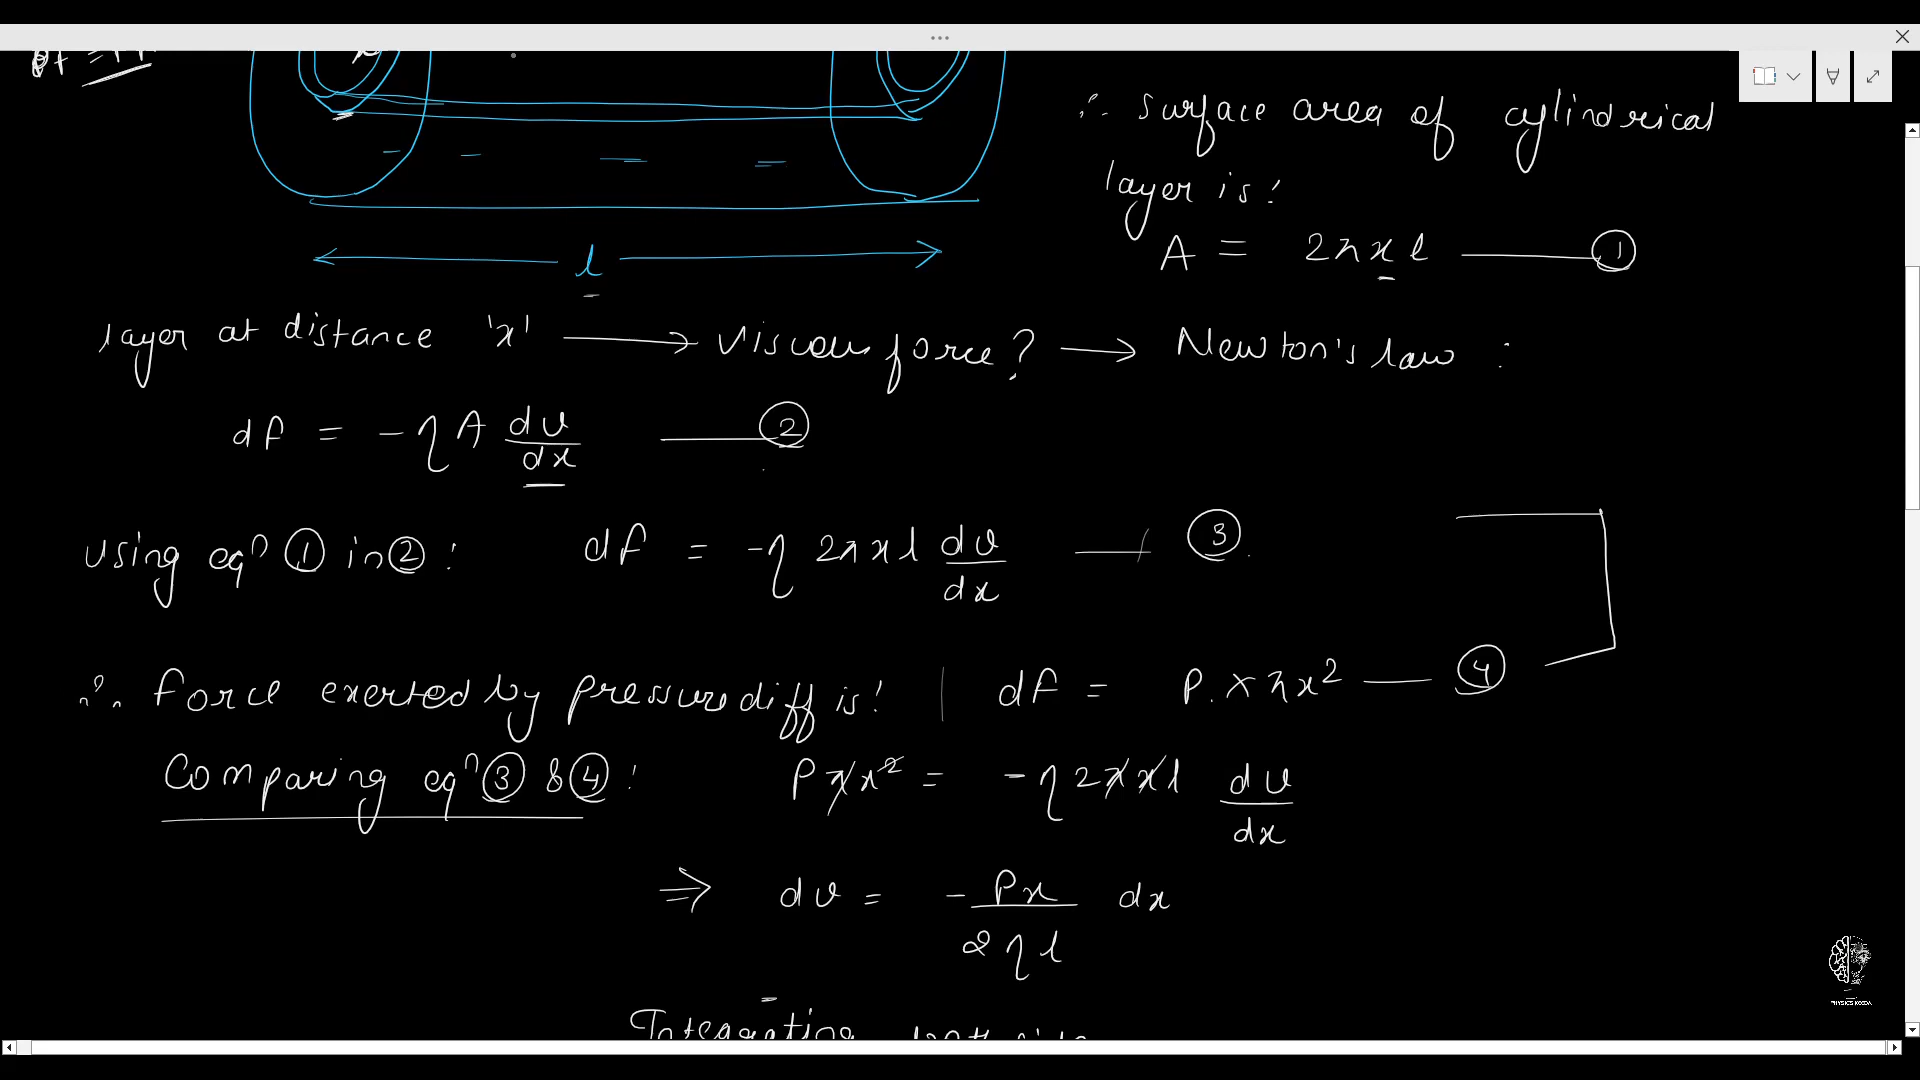 ∴ surface area of cylindrical
layer is:
A = 2πxl ——— ①
l
layer at distance 'x' ⟶ Viscous force? ⟶ Newton's law :
df = -η A dv/dx ——— ②
using eqⁿ ① in ② : df = -η 2πxl dv/dx — ③
∴ Force exerted by pressure diff is: | df = P. × πx² — ④
Comparing eqⁿ ③ & ④ : Pπx² = -η 2πxl dv/dx
⇒ dv = - Px/2ηl dx
Integrating